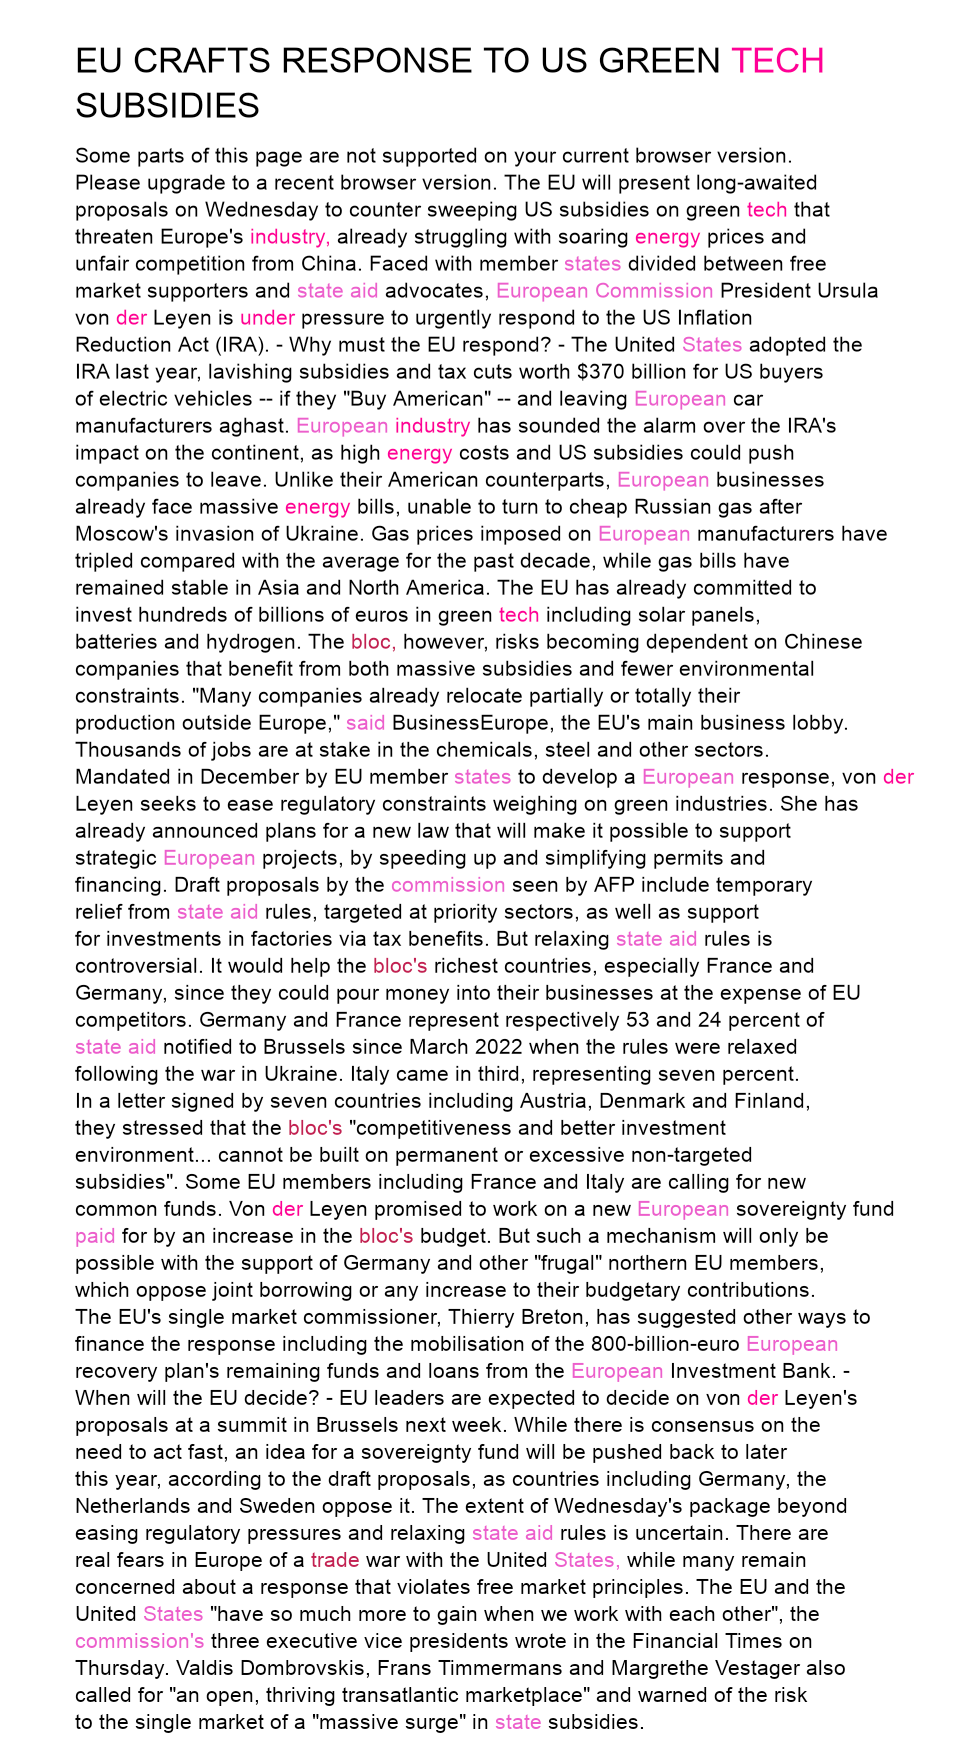 EU CRAFTS RESPONSE TO US GREEN TECH
SUBSIDIES
Some parts of this page are not supported on your current browser version.
Please upgrade to a recent browser version. The EU will present long-awaited
proposals on Wednesday to counter sweeping US subsidies on green tech that
threaten Europe's industry, already struggling with soaring energy prices and
unfair competition from China. Faced with member states divided between free
market supporters and state aid advocates, European Commission President Ursula
von der Leyen is under pressure to urgently respond to the US Inflation
Reduction Act (IRA). - Why must the EU respond? - The United States adopted the
IRA last year, lavishing subsidies and tax cuts worth $370 billion for US buyers
of electric vehicles -- if they "Buy American" -- and leaving European car
manufacturers aghast. European industry has sounded the alarm over the IRA's
impact on the continent, as high energy costs and US subsidies could push
companies to leave. Unlike their American counterparts, European businesses
already face massive energy bills, unable to turn to cheap Russian gas after
Moscow's invasion of Ukraine. Gas prices imposed on European manufacturers have
tripled compared with the average for the past decade, while gas bills have
remained stable in Asia and North America. The EU has already committed to
invest hundreds of billions of euros in green tech including solar panels,
batteries and hydrogen. The bloc, however, risks becoming dependent on Chinese
companies that benefit from both massive subsidies and fewer environmental
constraints. "Many companies already relocate partially or totally their
production outside Europe," said BusinessEurope, the EU's main business lobby.
Thousands of jobs are at stake in the chemicals, steel and other sectors.
Mandated in December by EU member states to develop a European response, von der
Leyen seeks to ease regulatory constraints weighing on green industries. She has
already announced plans for a new law that will make it possible to support
strategic European projects, by speeding up and simplifying permits and
financing. Draft proposals by the commission seen by AFP include temporary
relief from state aid rules, targeted at priority sectors, as well as support
for investments in factories via tax benefits. But relaxing state aid rules is
controversial. It would help the bloc's richest countries, especially France and
Germany, since they could pour money into their businesses at the expense of EU
competitors. Germany and France represent respectively 53 and 24 percent of
state aid notified to Brussels since March 2022 when the rules were relaxed
following the war in Ukraine. Italy came in third, representing seven percent.
In a letter signed by seven countries including Austria, Denmark and Finland,
they stressed that the bloc's "competitiveness and better investment
environment... cannot be built on permanent or excessive non-targeted
subsidies". Some EU members including France and Italy are calling for new
common funds. Von der Leyen promised to work on a new European sovereignty fund
paid for by an increase in the bloc's budget. But such a mechanism will only be
possible with the support of Germany and other "frugal" northern EU members,
which oppose joint borrowing or any increase to their budgetary contributions.
The EU's single market commissioner, Thierry Breton, has suggested other ways to
finance the response including the mobilisation of the 800-billion-euro European
recovery plan's remaining funds and loans from the European Investment Bank. -
When will the EU decide? - EU leaders are expected to decide on von der Leyen's
proposals at a summit in Brussels next week. While there is consensus on the
need to act fast, an idea for a sovereignty fund will be pushed back to later
this year, according to the draft proposals, as countries including Germany, the
Netherlands and Sweden oppose it. The extent of Wednesday's package beyond
easing regulatory pressures and relaxing state aid rules is uncertain. There are
real fears in Europe of a trade war with the United States, while many remain
concerned about a response that violates free market principles. The EU and the
United States "have so much more to gain when we work with each other", the
commission's three executive vice presidents wrote in the Financial Times on
Thursday. Valdis Dombrovskis, Frans Timmermans and Margrethe Vestager also
called for "an open, thriving transatlantic marketplace" and warned of the risk
to the single market of a "massive surge" in state subsidies.